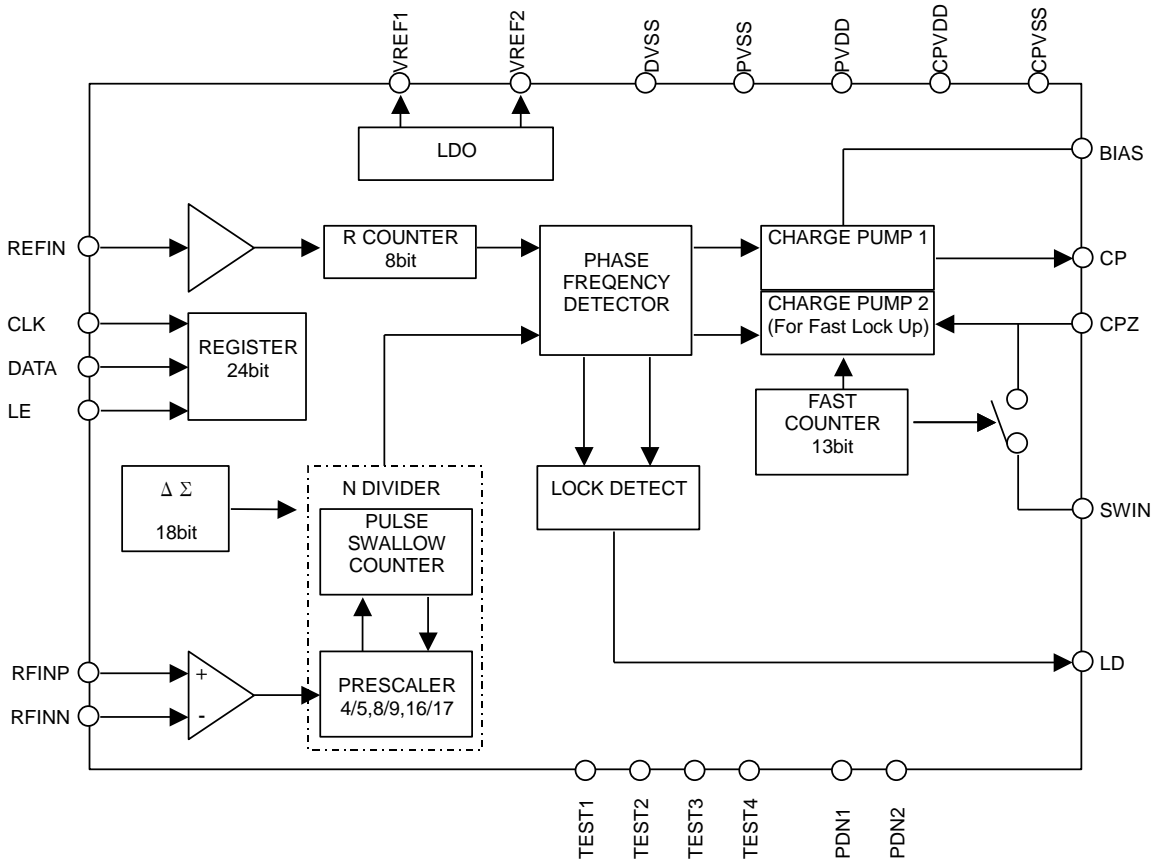 VREF1
VREF2
DVSS
PVSS
PVDD
CPVDD
CPVSS
LDO
BIAS
REFIN
R COUNTER
8bit
PHASE
FREQENCY
DETECTOR
CHARGE PUMP 1
CP
CHARGE PUMP 2
(For Fast Lock Up)
CPZ
CLK
DATA
LE
REGISTER
24bit
FAST
COUNTER
13bit
Δ Σ
18bit
N DIVIDER
PULSE
SWALLOW
COUNTER
LOCK DETECT
SWIN
RFINP
RFINN
+
-
PRESCALER
4/5,8/9,16/17
LD
TEST1
TEST2
TEST3
TEST4
PDN1
PDN2